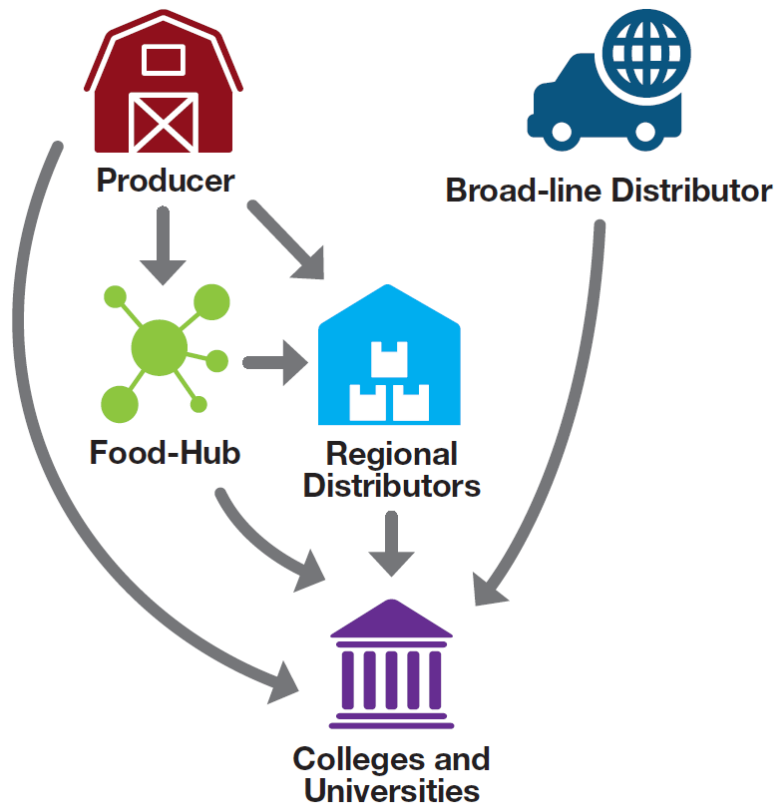 Producer
Broad-line Distributor
Food-Hub
Regional
Distributors
Colleges and
Universities